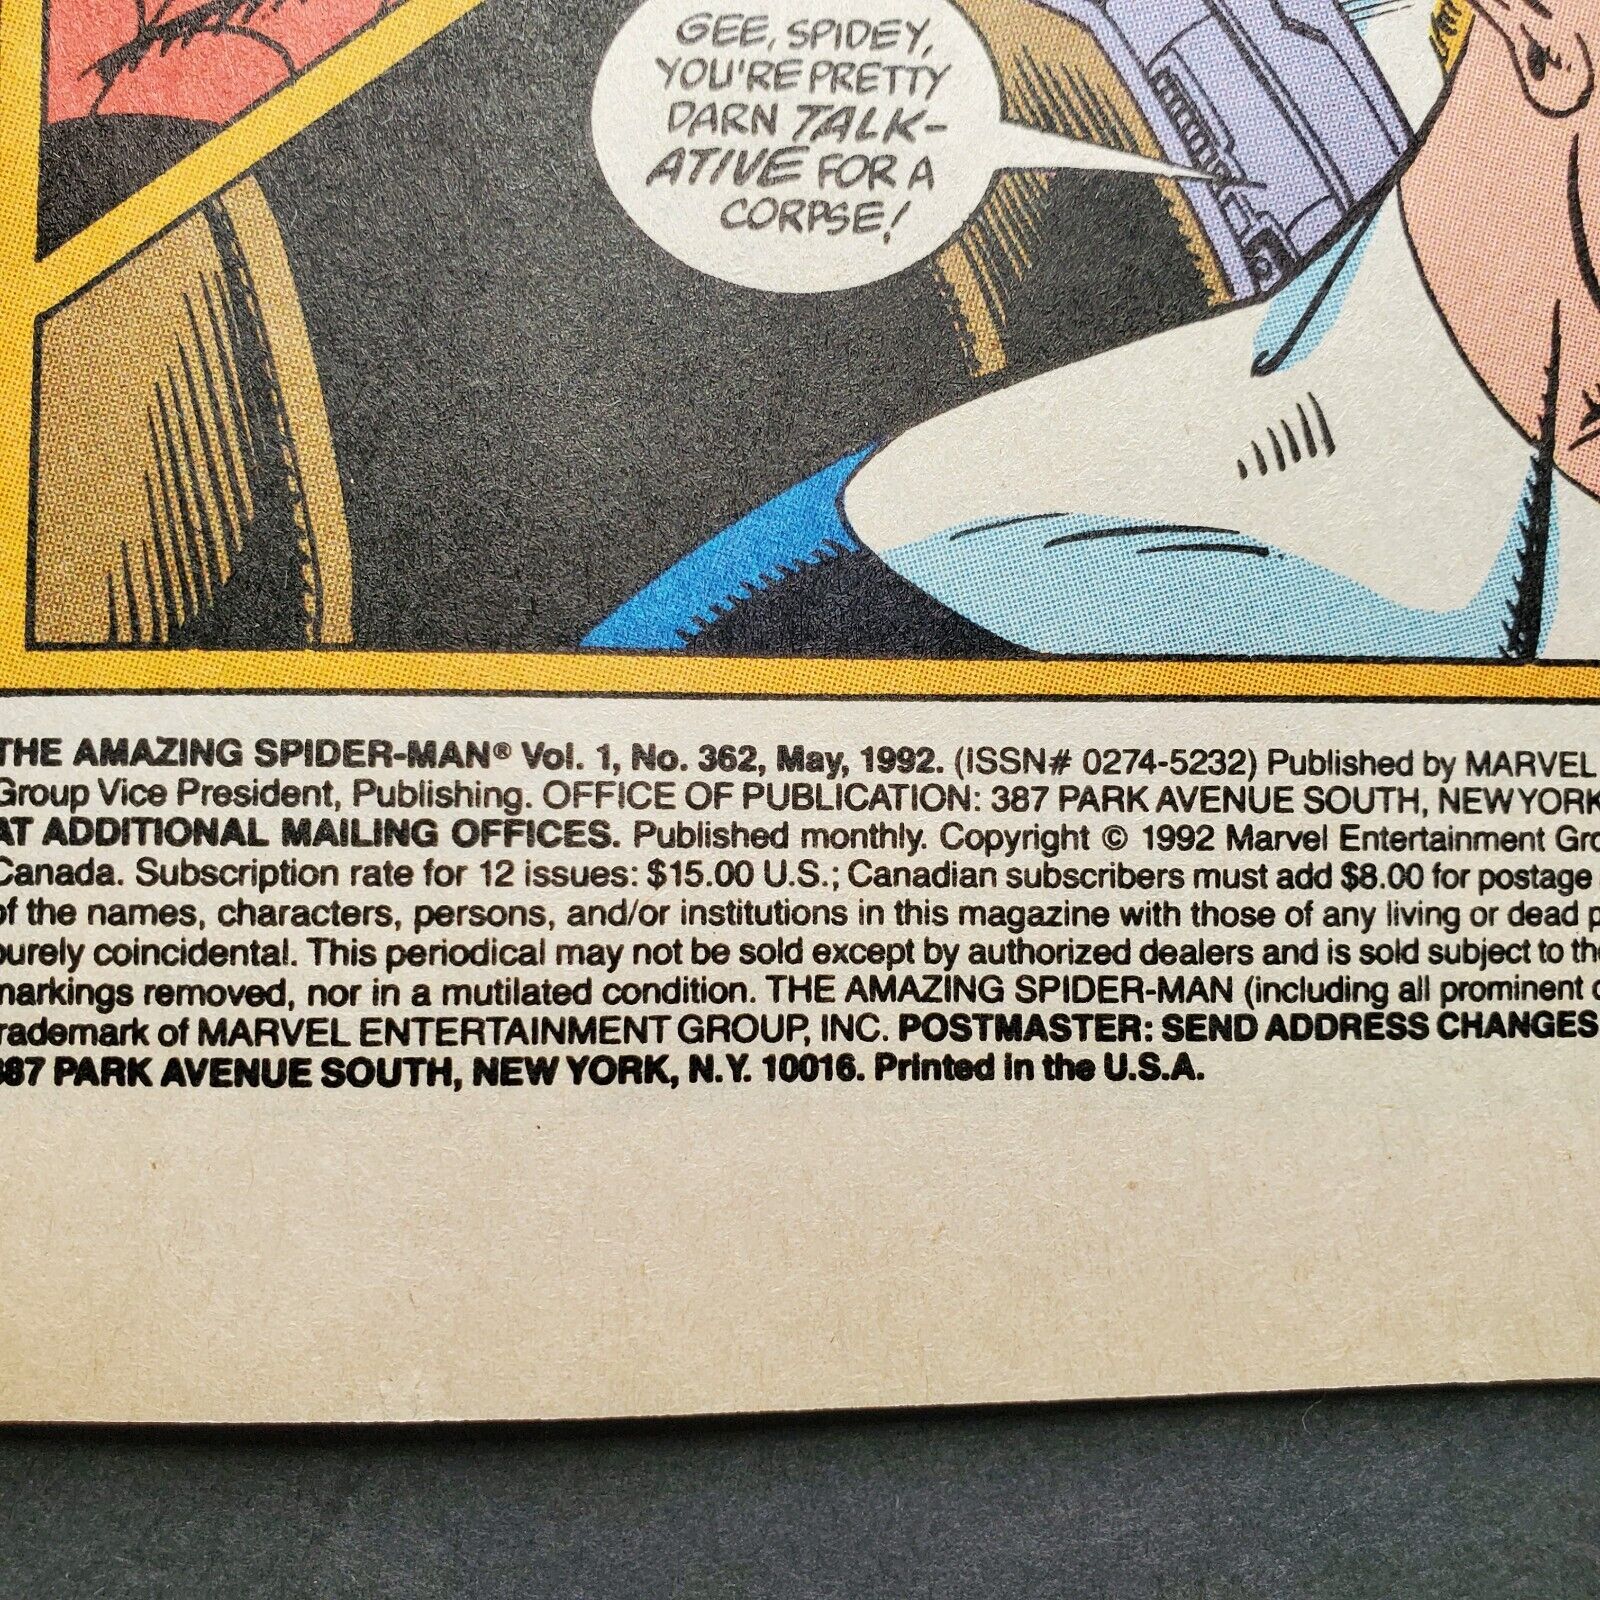 GEE, SPIDEY,
YOU'RE PRETTY
DARN TALK-
ATIVE FOR A
CORPSE!
THE AMAZING SPIDER-MAN® Vol. 1, No. 362, May, 1992. (ISSN# 0274-5232) Published by MARVEL
Group Vice President, Publishing. OFFICE OF PUBLICATION: 387 PARK AVENUE SOUTH, NEW YORK
AT ADDITIONAL MAILING OFFICES. Published monthly. Copyright © 1992 Marvel Entertainment Gro
Canada. Subscription rate for 12 issues: $15.00 U.S.; Canadian subscribers must add $8.00 for postage
of the names, characters, persons, and/or institutions in this magazine with those of any living or dead p
purely coincidental. This periodical may not be sold except by authorized dealers and is sold subject to the
markings removed, nor in a mutilated condition. THE AMAZING SPIDER-MAN (including all prominent c
trademark of MARVEL ENTERTAINMENT GROUP, INC. POSTMASTER: SEND ADDRESS CHANGES
387 PARK AVENUE SOUTH, NEW YORK, N.Y. 10016. Printed in the U.S.A.